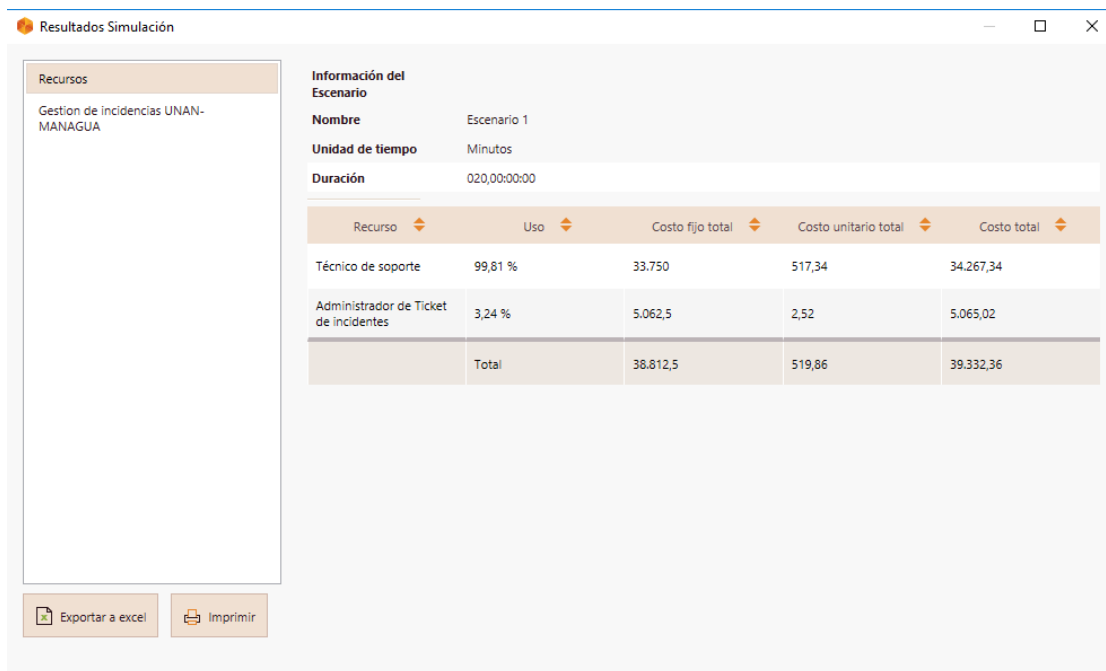 Resultados Simulación
Recursos
Gestion de incidencias UNAN-
MANAGUA
Información del
Escenario
Nombre Escenario 1
Unidad de tiempo Minutos
Duración 020,00:00:00
Recurso Uso Costo fijo total Costo unitario total Costo total
Técnico de soporte 99,81 % 33.750 517,34 34.267,34
Administrador de Ticket
de incidentes 3,24 % 5.062,5 2,52 5.065,02
Total 38.812,5 519,86 39.332,36
Exportar a excel Imprimir